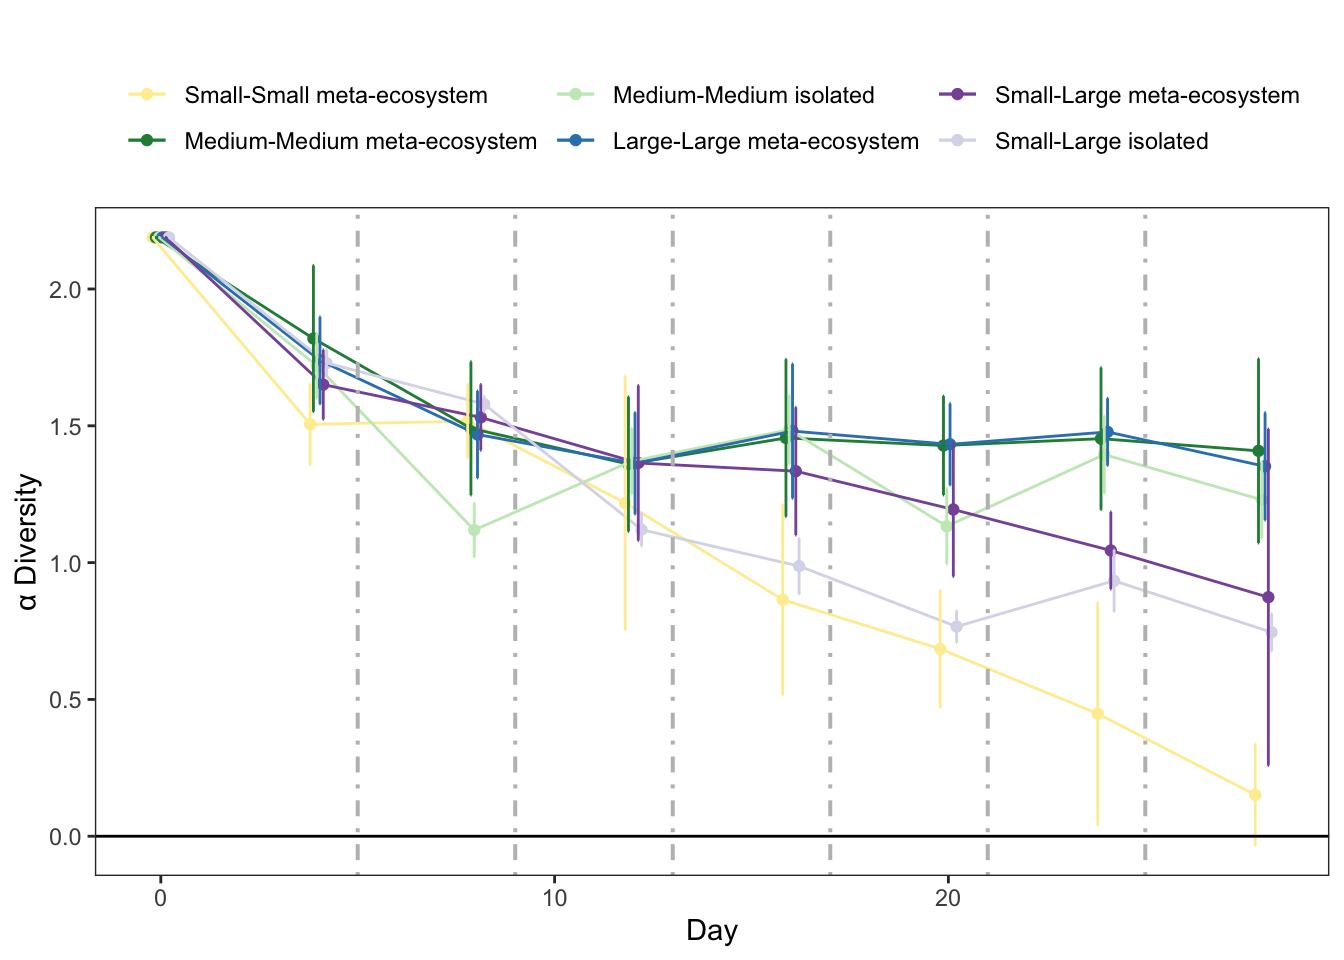 Small-Small meta-ecosystem Medium-Medium isolated Small-Large meta-ecosystem
Medium-Medium meta-ecosystem Large-Large meta-ecosystem Small-Large isolated
2.0
1.5
1.0
0.5
0.0
α Diversity
0 10 20
Day